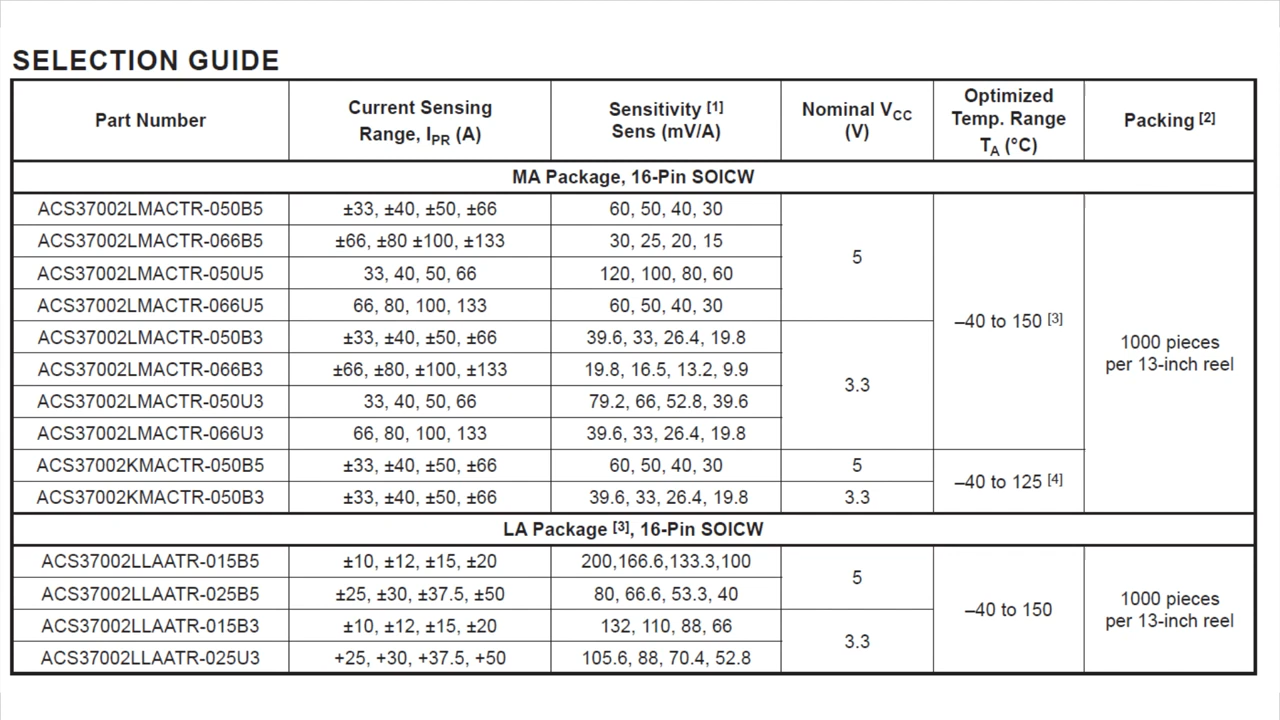 SELECTION GUIDE
Part Number
Current Sensing
Range, IPR (A)
Sensitivity [1]
Sens (mV/A)
Nominal VCC
(V)
Optimized
Temp. Range
TA (°C)
Packing [2]
MA Package, 16-Pin SOICW
ACS37002LMACTR-050B5 ±33, ±40, ±50, ±66 60, 50, 40, 30
ACS37002LMACTR-066B5 ±66, ±80 ±100, ±133 30, 25, 20, 15
5
ACS37002LMACTR-050U5 33, 40, 50, 66 120, 100, 80, 60
ACS37002LMACTR-066U5 66, 80, 100, 133 60, 50, 40, 30
–40 to 150 [3]
ACS37002LMACTR-050B3 ±33, ±40, ±50, ±66 39.6, 33, 26.4, 19.8
1000 pieces
per 13-inch reel
ACS37002LMACTR-066B3 ±66, ±80, ±100, ±133 19.8, 16.5, 13.2, 9.9
3.3
ACS37002LMACTR-050U3 33, 40, 50, 66 79.2, 66, 52.8, 39.6
ACS37002LMACTR-066U3 66, 80, 100, 133 39.6, 33, 26.4, 19.8
ACS37002KMACTR-050B5 ±33, ±40, ±50, ±66 60, 50, 40, 30 5
–40 to 125 [4]
ACS37002KMACTR-050B3 ±33, ±40, ±50, ±66 39.6, 33, 26.4, 19.8 3.3
LA Package [3], 16-Pin SOICW
ACS37002LLAATR-015B5 ±10, ±12, ±15, ±20 200,166.6,133.3,100
5
ACS37002LLAATR-025B5 ±25, ±30, ±37.5, ±50 80, 66.6, 53.3, 40
–40 to 150
1000 pieces
per 13-inch reel
ACS37002LLAATR-015B3 ±10, ±12, ±15, ±20 132, 110, 88, 66
3.3
ACS37002LLAATR-025U3 +25, +30, +37.5, +50 105.6, 88, 70.4, 52.8